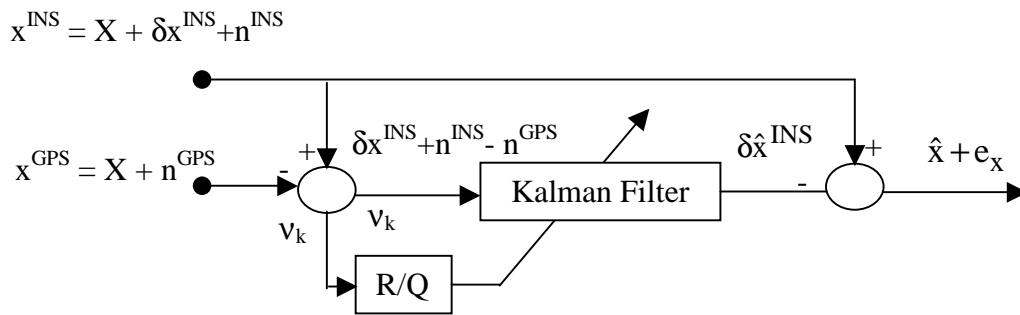 x^INS = X + δx^INS+n^INS
+
δx^INS+n^INS- n^GPS
δx̂^INS
+
x̂ + e_x
x^GPS = X + n^GPS
-
Kalman Filter
-
ν_k
ν_k
R/Q